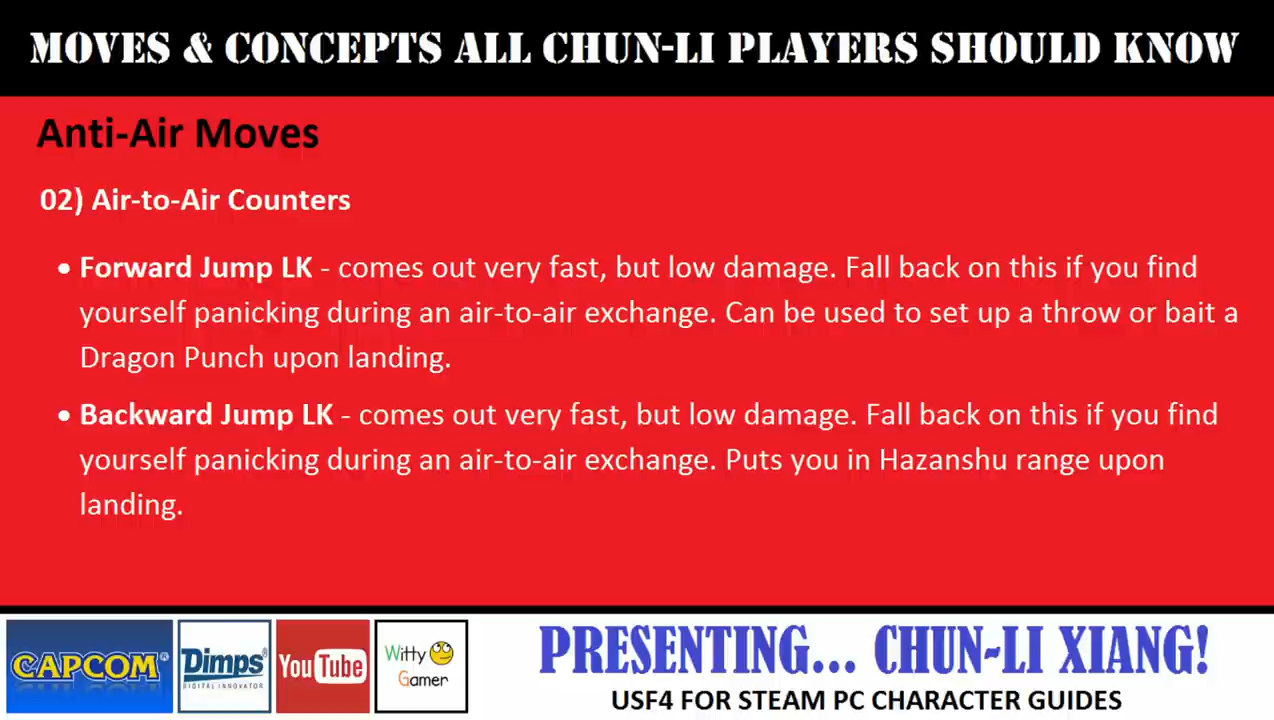 MOVES & CONCEPTS ALL CHUN-LI PLAYERS SHOULD KNOW
Anti-Air Moves
02) Air-to-Air Counters
• Forward Jump LK - comes out very fast, but low damage. Fall back on this if you find
yourself panicking during an air-to-air exchange. Can be used to set up a throw or bait a
Dragon Punch upon landing.
• Backward Jump LK - comes out very fast, but low damage. Fall back on this if you find
yourself panicking during an air-to-air exchange. Puts you in Hazanshu range upon
landing.
CAPCOM®
Dimps®
DIGITAL INNOVATOR
YouTube
Witty
Gamer
PRESENTING... CHUN-LI XIANG!
USF4 FOR STEAM PC CHARACTER GUIDES